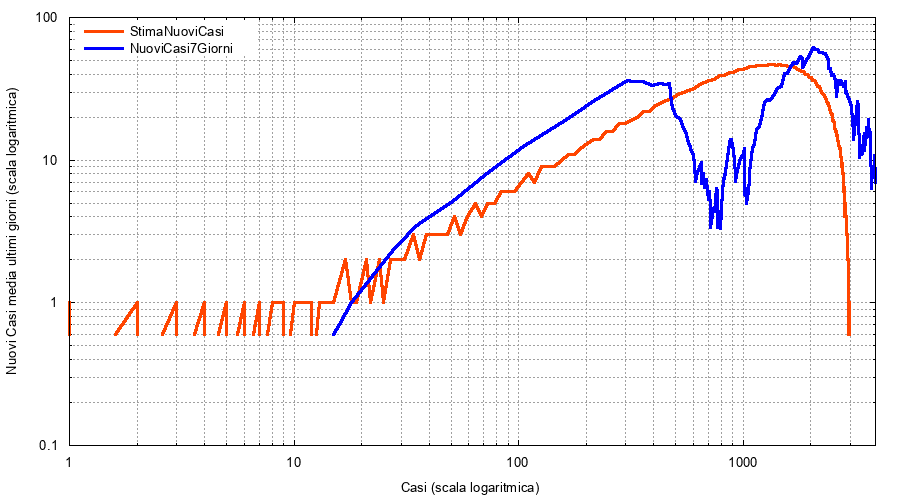 100
StimaNuoviCasi
NuoviCasi7Giorni
10
1
0.1
Nuovi Casi media ultimi giorni (scala logaritmica)
1
10
100
1000
Casi (scala logaritmica)